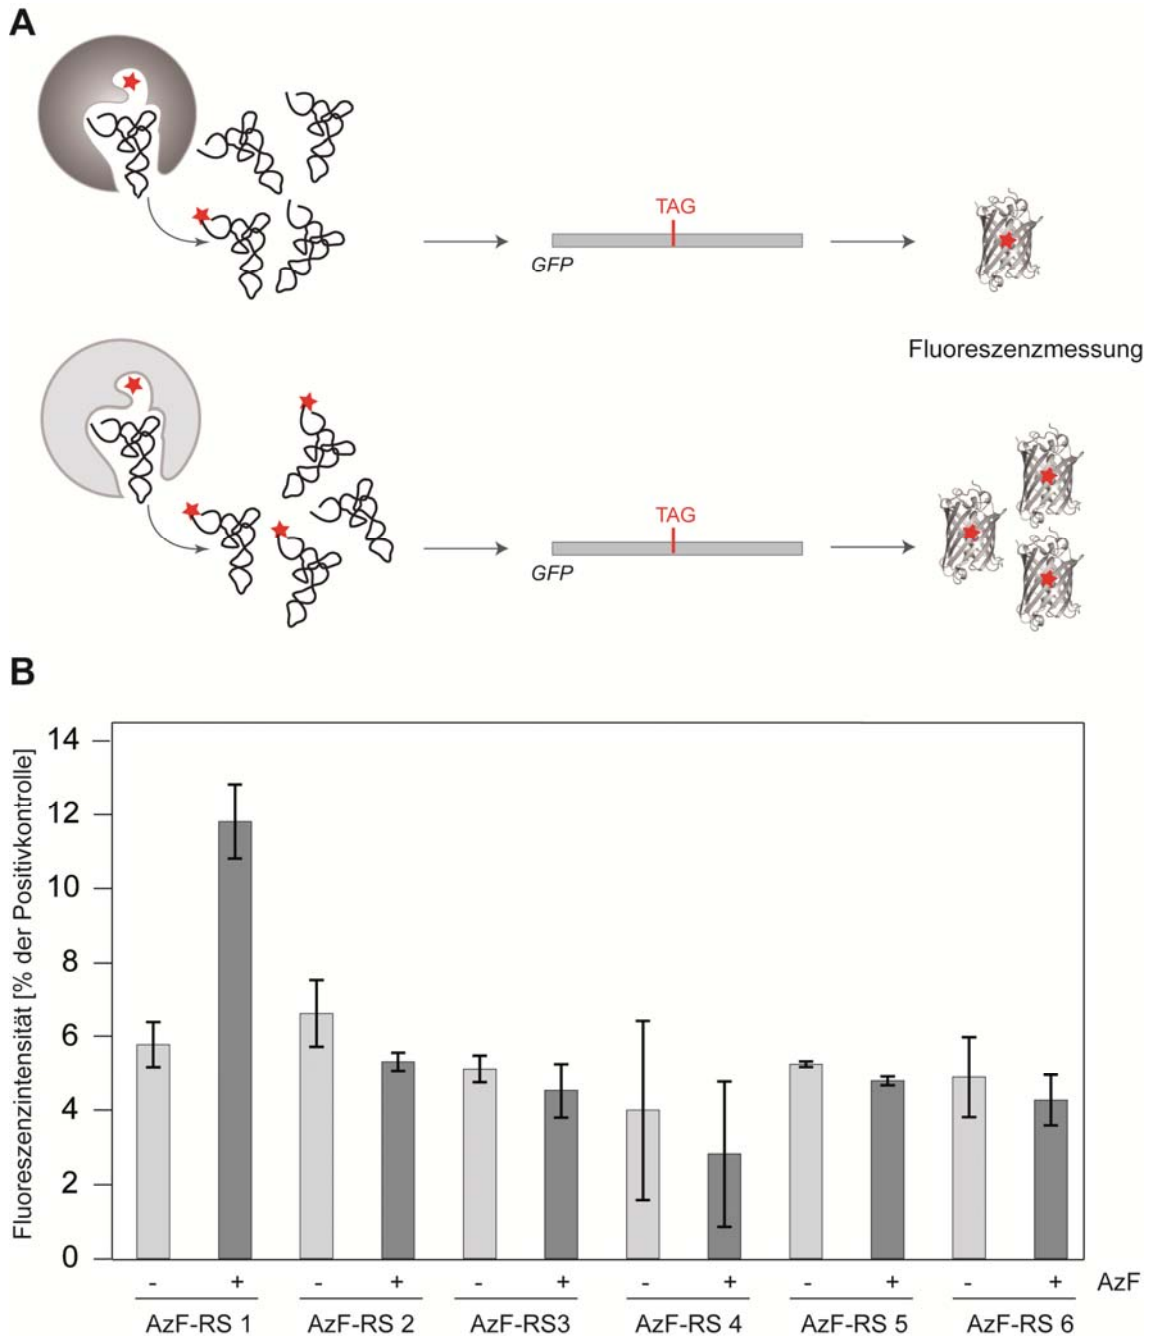 A
TAG
GFP
Fluoreszenzmessung
TAG
GFP
B
Fluoreszenzintensität [% der Positivkontrolle]
14
12
10
8
6
4
2
0
- + - + - + - + - + - + AzF
AzF-RS 1 AzF-RS 2 AzF-RS3 AzF-RS 4 AzF-RS 5 AzF-RS 6